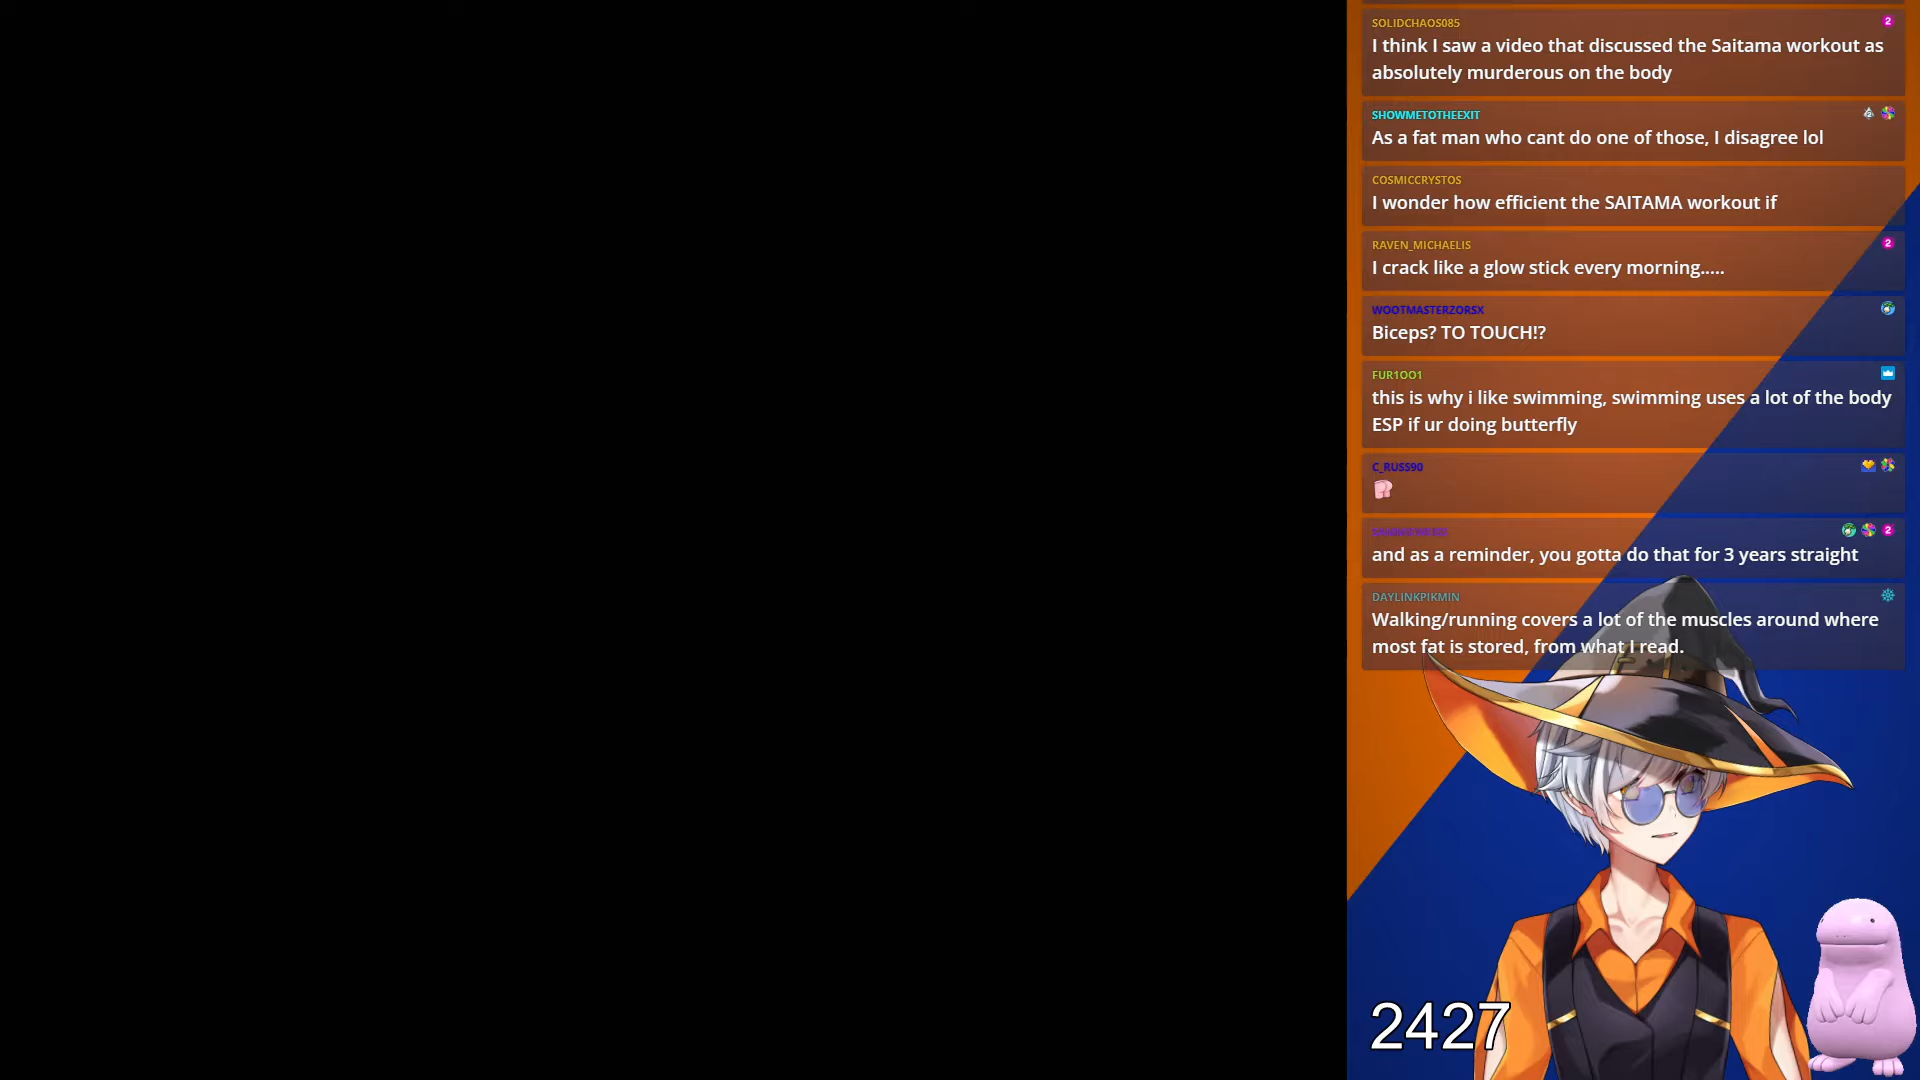 SOLIDCHAOS085
2
I think I saw a video that discussed the Saitama workout as
absolutely murderous on the body
SHOWMETOTHEEXIT
As a fat man who cant do one of those, I disagree lol
COSMICCRYSTOS
I wonder how efficient the SAITAMA workout if
RAVEN_MICHAELIS
2
I crack like a glow stick every morning.....
WOOTMASTERZORSX
Biceps? TO TOUCH!?
FUR1OO1
this is why i like swimming, swimming uses a lot of the body
ESP if ur doing butterfly
C_RUSS90
2
and as a reminder, you gotta do that for 3 years straight
DAYLINKPIKMIN
Walking/running covers a lot of the muscles around where
most fat is stored, from what I read.
2427